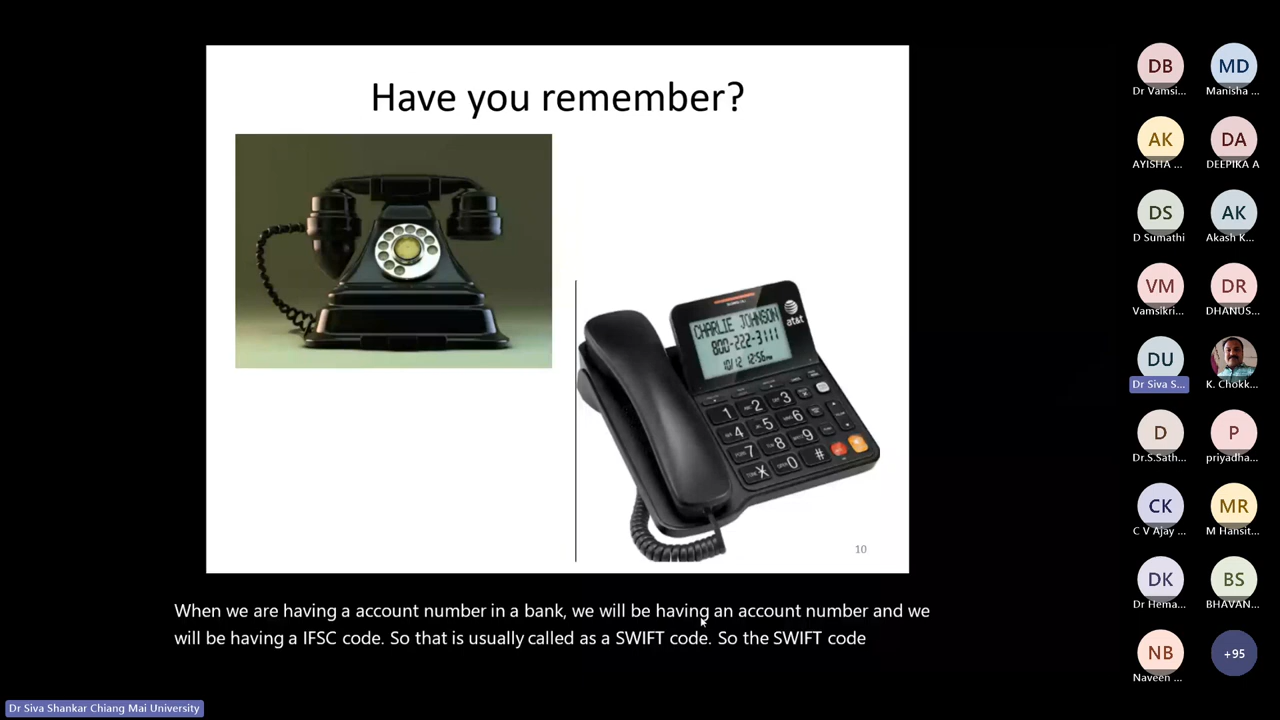 Have you remember?
CHARLIE JOHNSON
800-222-3111
10/12 12:56PM
at&t
1 2 3
4 5 6
7 8 9
0 #
10
When we are having a account number in a bank, we will be having an account number and we
will be having a IFSC code. So that is usually called as a SWIFT code. So the SWIFT code
Dr Siva Shankar Chiang Mai University
DB MD
Dr Vamsi... Manisha ...
AK DA
AYISHA ... DEEPIKA A
DS AK
D Sumathi Akash K...
VM DR
Vamsikri... DHANUS...
DU
Dr Siva S... K. Chokk...
D P
Dr.S.Sath... priyadha...
CK MR
C V Ajay ... M Hansit...
DK BS
Dr Hema... BHAVAN...
NB +95
Naveen ...